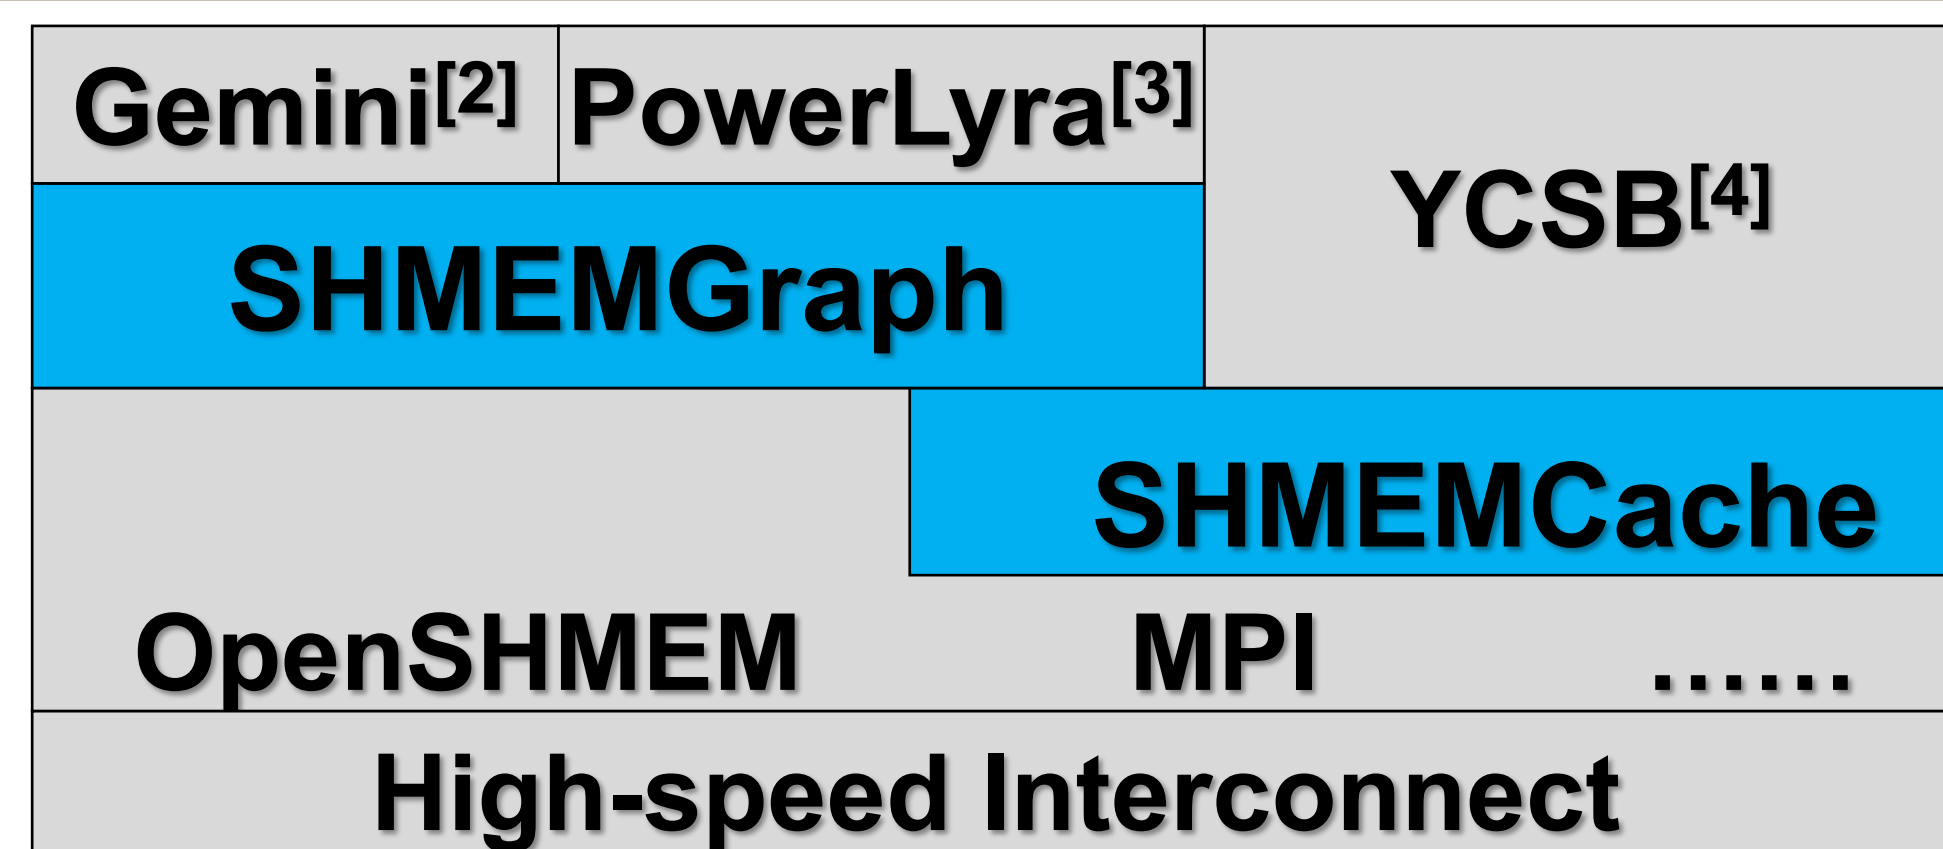 Gemini[2] PowerLyra[3]
YCSB[4]
SHMEMGraph
SHMEMCache
OpenSHMEM MPI ......
High-speed Interconnect